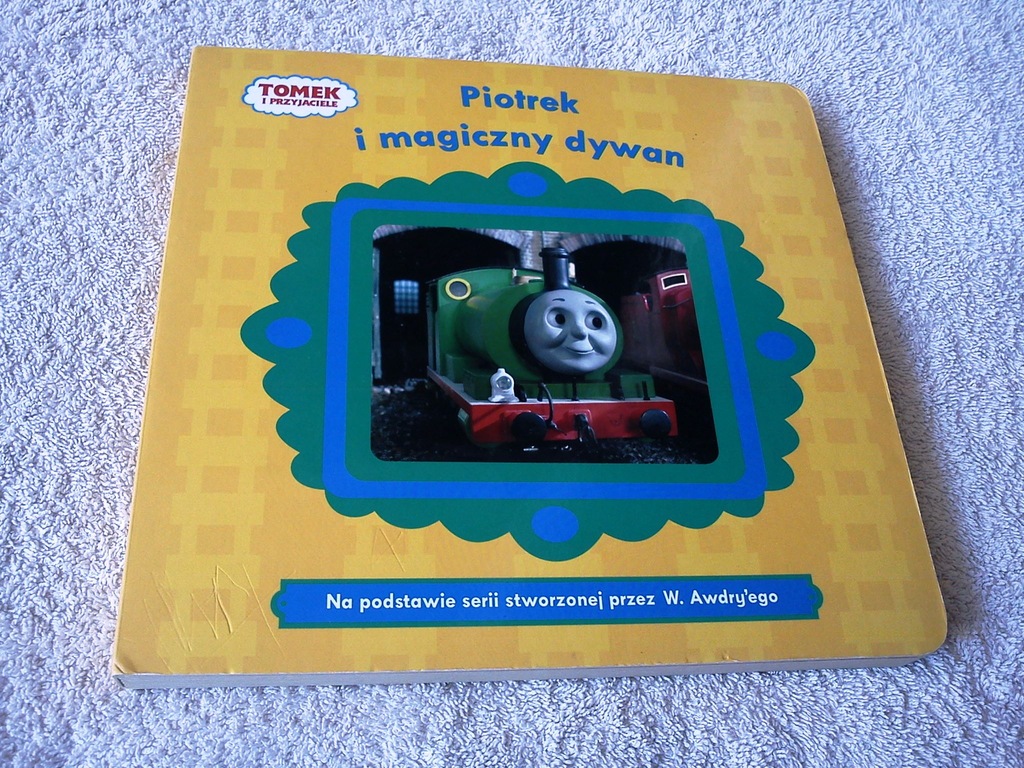 TOMEK
I PRZYJACIELE
Piotrek
i magiczny dywan
Na podstawie serii stworzonej przez W. Awdry'ego